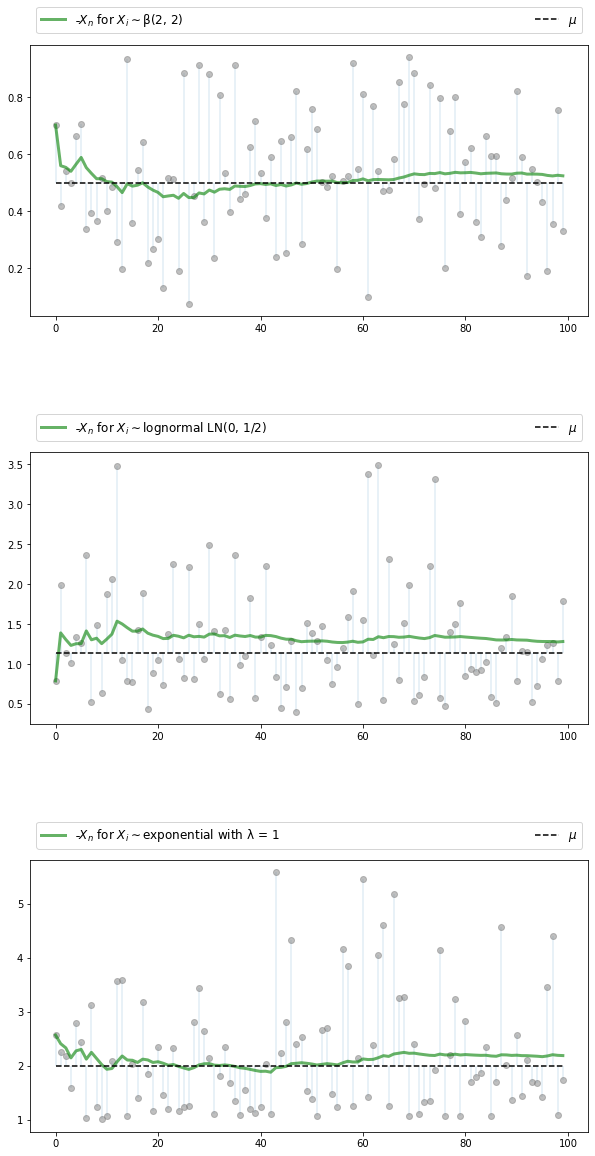 -Xₙ for Xᵢ ∼ β(2, 2) μ
0.8
0.6
0.4
0.2
0 20 40 60 80 100
-Xₙ for Xᵢ ∼ lognormal LN(0, 1/2) μ
3.5
3.0
2.5
2.0
1.5
1.0
0.5
0 20 40 60 80 100
-Xₙ for Xᵢ ∼ exponential with λ = 1 μ
5
4
3
2
1
0 20 40 60 80 100